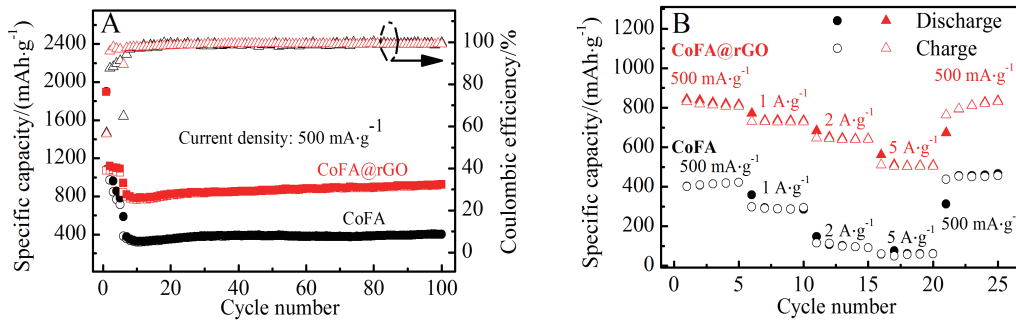 A
Specific capacity/(mAh·g⁻¹)
2400
2000
1600
1200
800
400
0
20
40
60
80
100
Cycle number
100
80
60
40
20
0
Coulombic efficiency/%
Current density: 500 mA·g⁻¹
CoFA@rGO
CoFA
B
Specific capacity/(mAh·g⁻¹)
1200
1000
800
600
400
200
0
0
5
10
15
20
25
Cycle number
Discharge
Charge
CoFA@rGO
500 mA·g⁻¹
500 mA·g⁻¹
1 A·g⁻¹
2 A·g⁻¹
5 A·g⁻¹
CoFA
500 mA·g⁻¹
1 A·g⁻¹
2 A·g⁻¹
5 A·g⁻¹
500 mA·g⁻¹